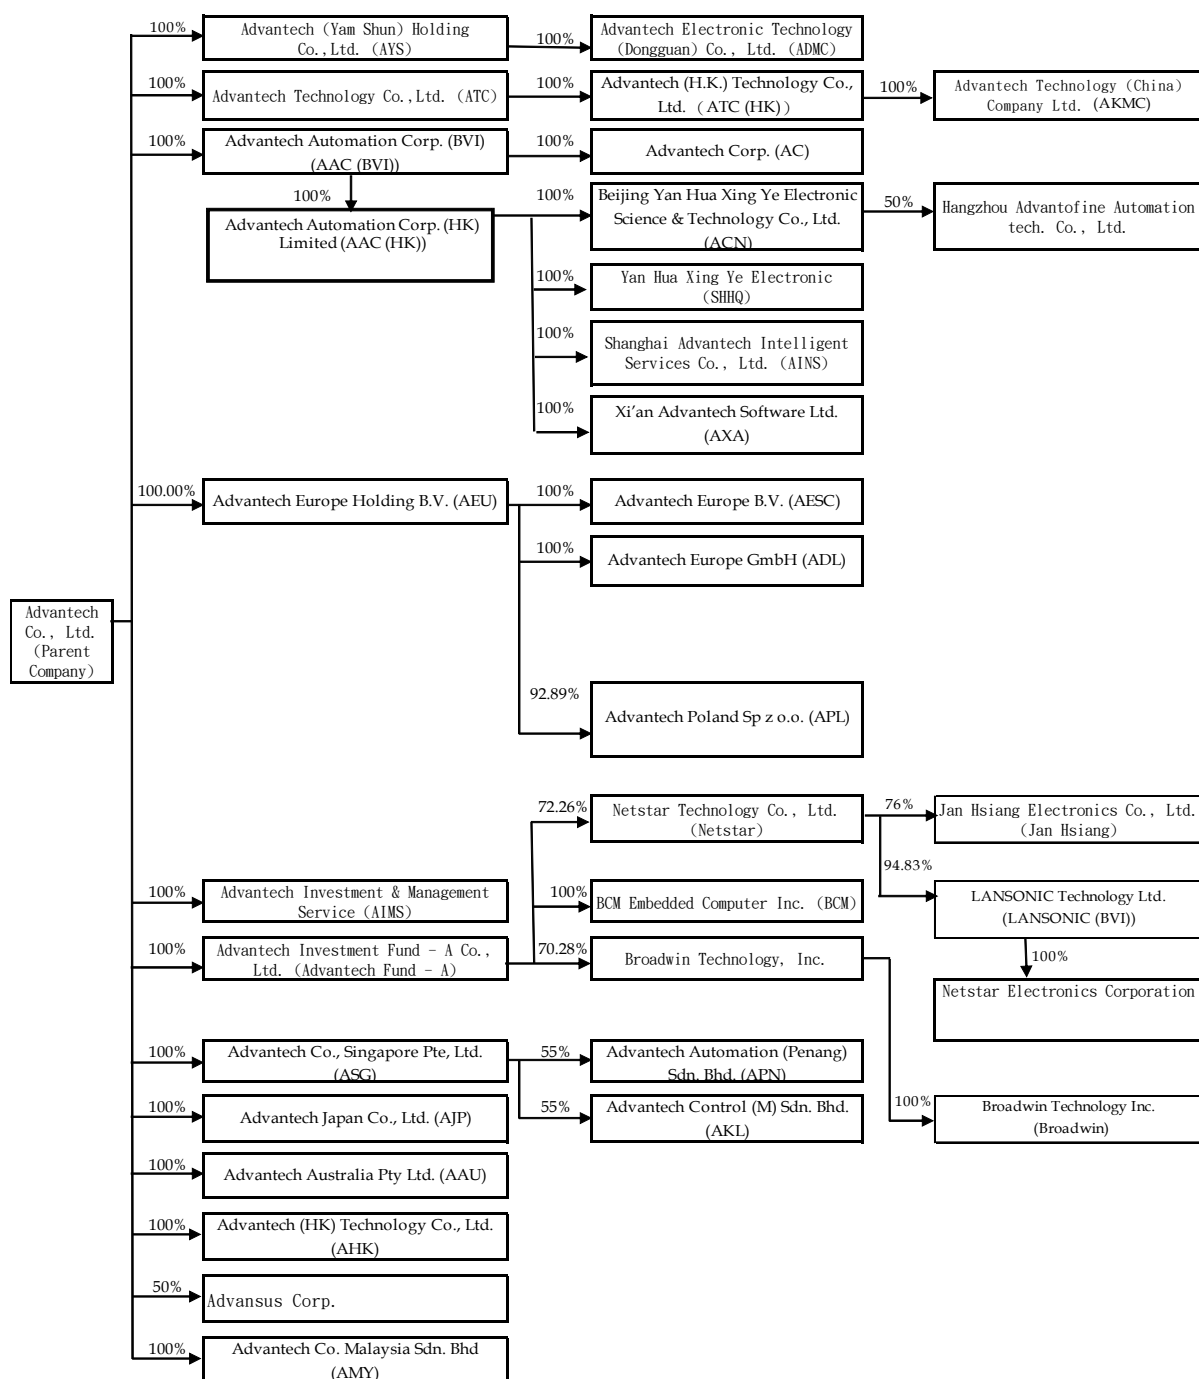 100%
Advantech (Yam Shun) Holding
Co.,Ltd. (AYS)
100%
Advantech Electronic Technology
(Dongguan) Co., Ltd. (ADMC)
100%
Advantech Technology Co.,Ltd. (ATC)
100%
Advantech (H.K.) Technology Co.,
Ltd. (ATC (HK))
100%
Advantech Technology (China)
Company Ltd. (AKMC)
100%
Advantech Automation Corp. (BVI)
(AAC (BVI))
100%
Advantech Corp. (AC)
100%
Advantech Automation Corp. (HK)
Limited (AAC (HK))
100%
Beijing Yan Hua Xing Ye Electronic
Science & Technology Co., Ltd.
(ACN)
50%
Hangzhou Advantofine Automation
tech. Co., Ltd.
100%
Yan Hua Xing Ye Electronic
(SHHQ)
100%
Shanghai Advantech Intelligent
Services Co., Ltd. (AINS)
100%
Xi’an Advantech Software Ltd.
(AXA)
100.00%
Advantech Europe Holding B.V. (AEU)
100%
Advantech Europe B.V. (AESC)
100%
Advantech Europe GmbH (ADL)
Advantech
Co., Ltd.
(Parent
Company)
92.89%
Advantech Poland Sp z o.o. (APL)
72.26%
Netstar Technology Co., Ltd.
(Netstar)
76%
Jan Hsiang Electronics Co., Ltd.
(Jan Hsiang)
94.83%
LANSONIC Technology Ltd.
(LANSONIC (BVI))
100%
Netstar Electronics Corporation
100%
Advantech Investment & Management
Service (AIMS)
100%
BCM Embedded Computer Inc. (BCM)
100%
Advantech Investment Fund - A Co.,
Ltd. (Advantech Fund - A)
70.28%
Broadwin Technology, Inc.
100%
Broadwin Technology Inc.
(Broadwin)
100%
Advantech Co., Singapore Pte, Ltd.
(ASG)
55%
Advantech Automation (Penang)
Sdn. Bhd. (APN)
55%
Advantech Control (M) Sdn. Bhd.
(AKL)
100%
Advantech Japan Co., Ltd. (AJP)
100%
Advantech Australia Pty Ltd. (AAU)
100%
Advantech (HK) Technology Co., Ltd.
(AHK)
50%
Advansus Corp.
100%
Advantech Co. Malaysia Sdn. Bhd
(AMY)